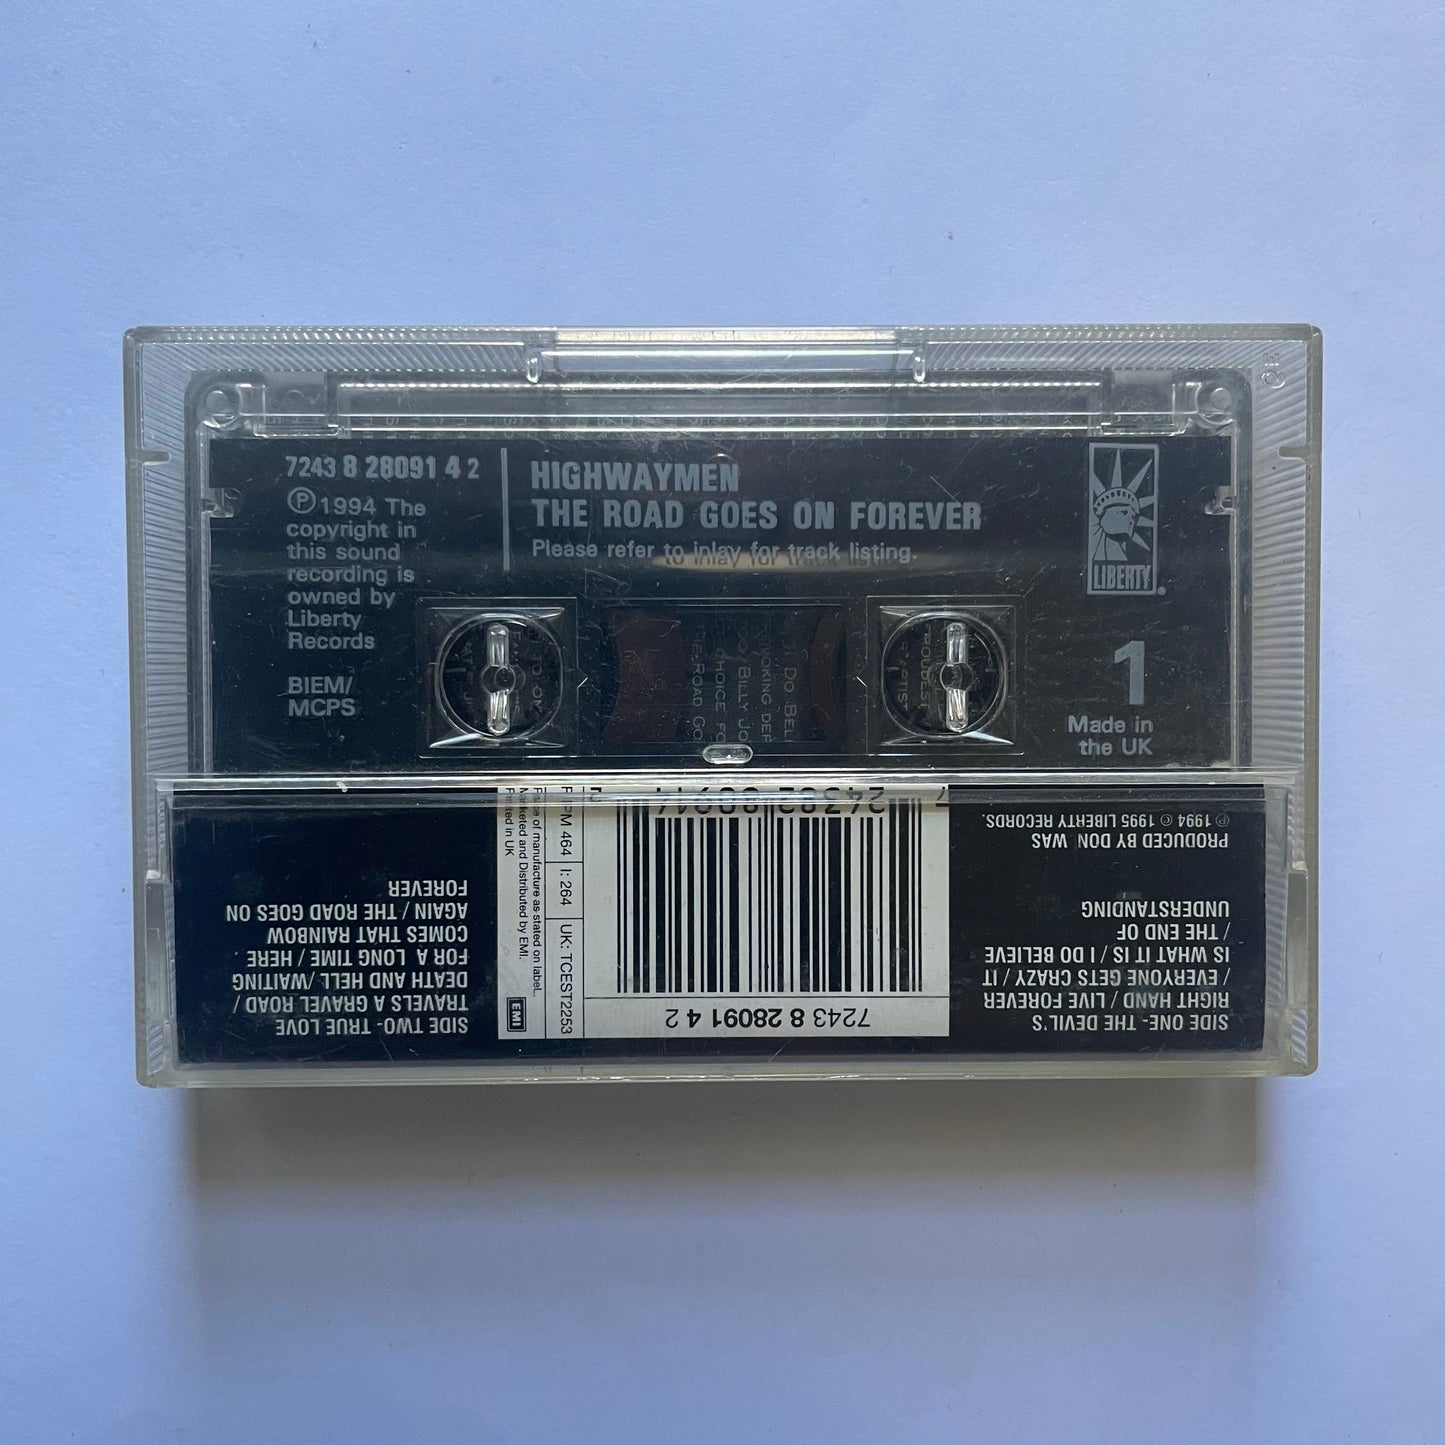 7243 8 28091 4 2
℗ 1994 The
copyright in
this sound
recording is
owned by
Liberty
Records
BIEM/
MCPS
HIGHWAYMEN
THE ROAD GOES ON FOREVER
Please refer to inlay for track listing.
LIBERTY®
1
Made in
the UK
SIDE ONE- THE DEVIL'S
RIGHT HAND / LIVE FOREVER
/ EVERYONE GETS CRAZY / IT
IS WHAT IT IS / I DO BELIEVE
/ THE END OF
UNDERSTANDING
PRODUCED BY DON WAS
℗ 1994 © 1995 LIBERTY RECORDS.
7243 8 28091 4 2
UK: TCEST2253
I: 264
PM 464
EMI
of manufacture as stated on label.
Marketed and Distributed by EMI.
Printed in UK
SIDE TWO- TRUE LOVE
TRAVELS A GRAVEL ROAD /
DEATH AND HELL / WAITING
FOR A LONG TIME / HERE
COMES THAT RAINBOW
AGAIN / THE ROAD GOES ON
FOREVER